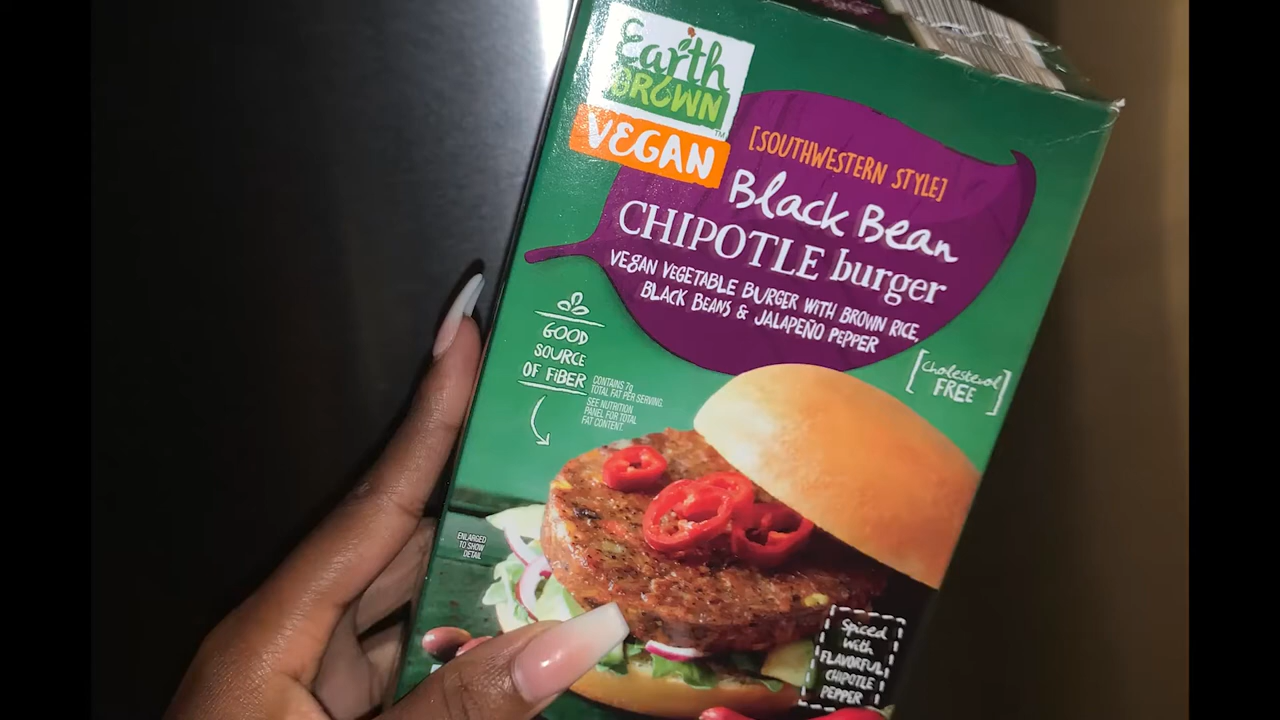 Earth
GROWN
TM
VEGAN
[SOUTHWESTERN STYLE]
Black Bean
CHIPOTLE burger
VEGAN VEGETABLE BURGER WITH BROWN RICE,
BLACK BEANS & JALAPEÑO PEPPER
GOOD
SOURCE
OF FIBER
CONTAINS 7g
TOTAL FAT PER SERVING.
SEE NUTRITION
PANEL FOR TOTAL
FAT CONTENT.
[Cholesterol
FREE]
ENLARGED
TO SHOW
DETAIL
Spiced
With
FLAVORFUL
CHIPOTLE
PEPPER